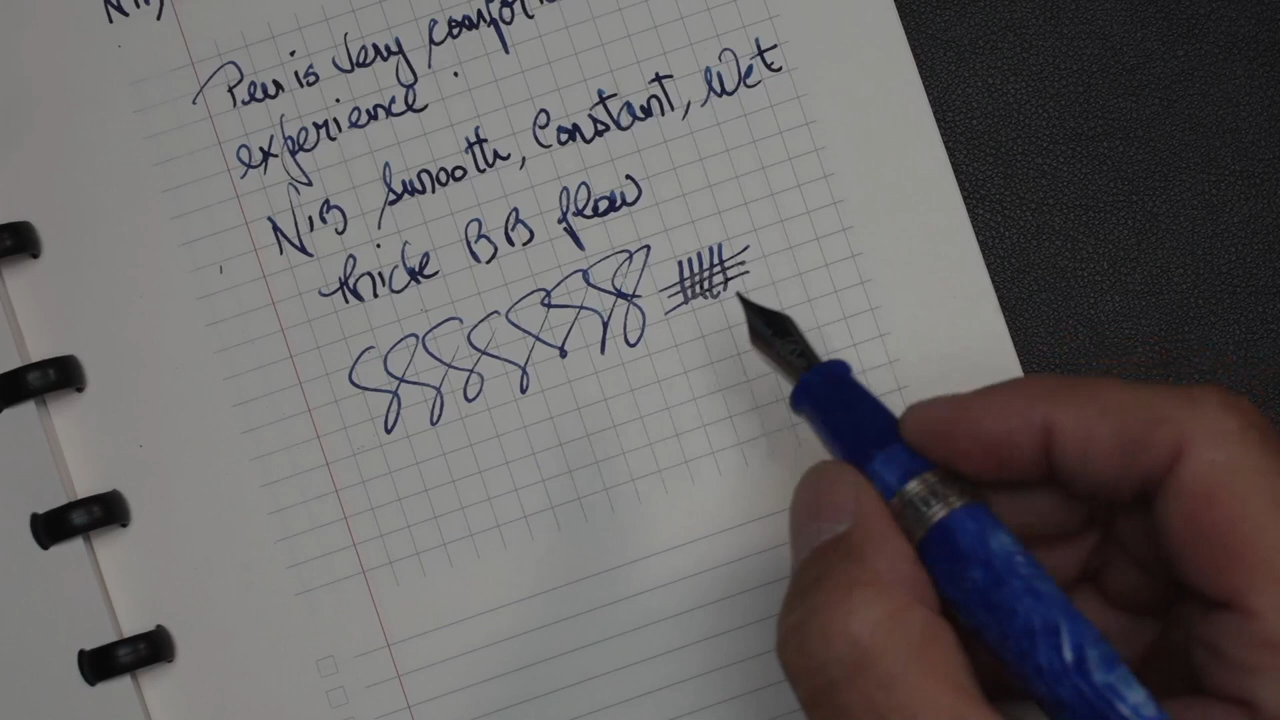 Pen is very
experience.
NiB smooth, Constant, Wet
thick BB flow